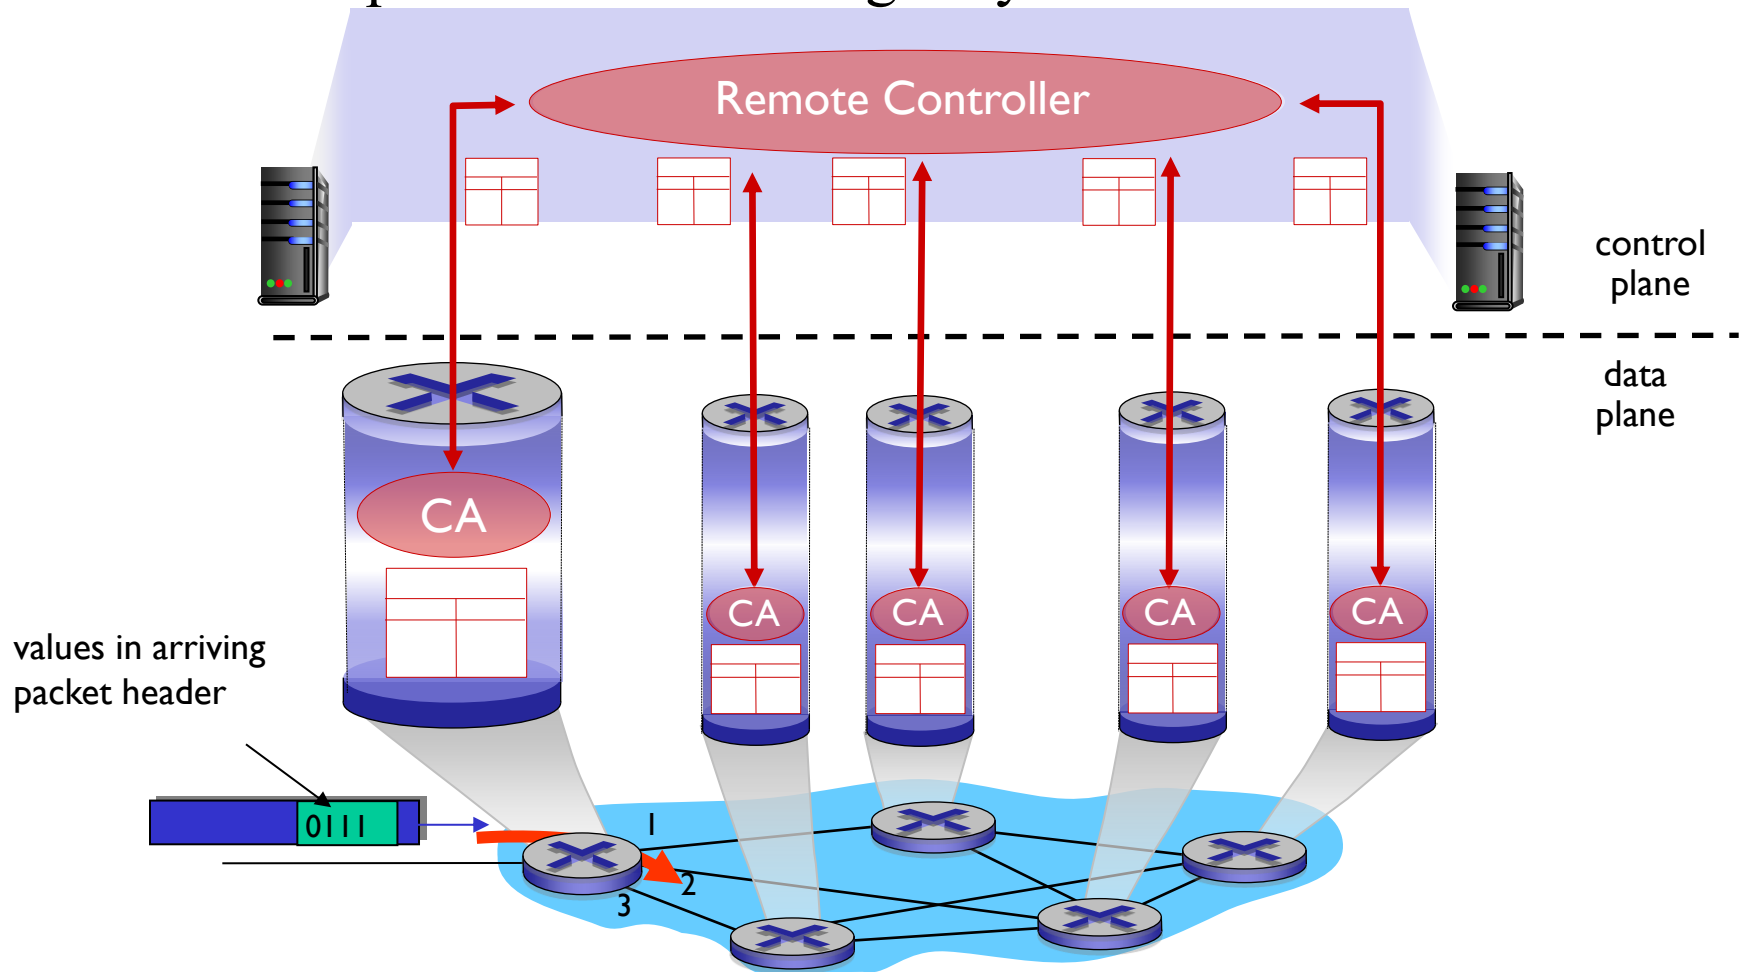 Remote Controller
control
plane
data
plane
CA
CA
CA
CA
CA
values in arriving
packet header
0111
1
2
3